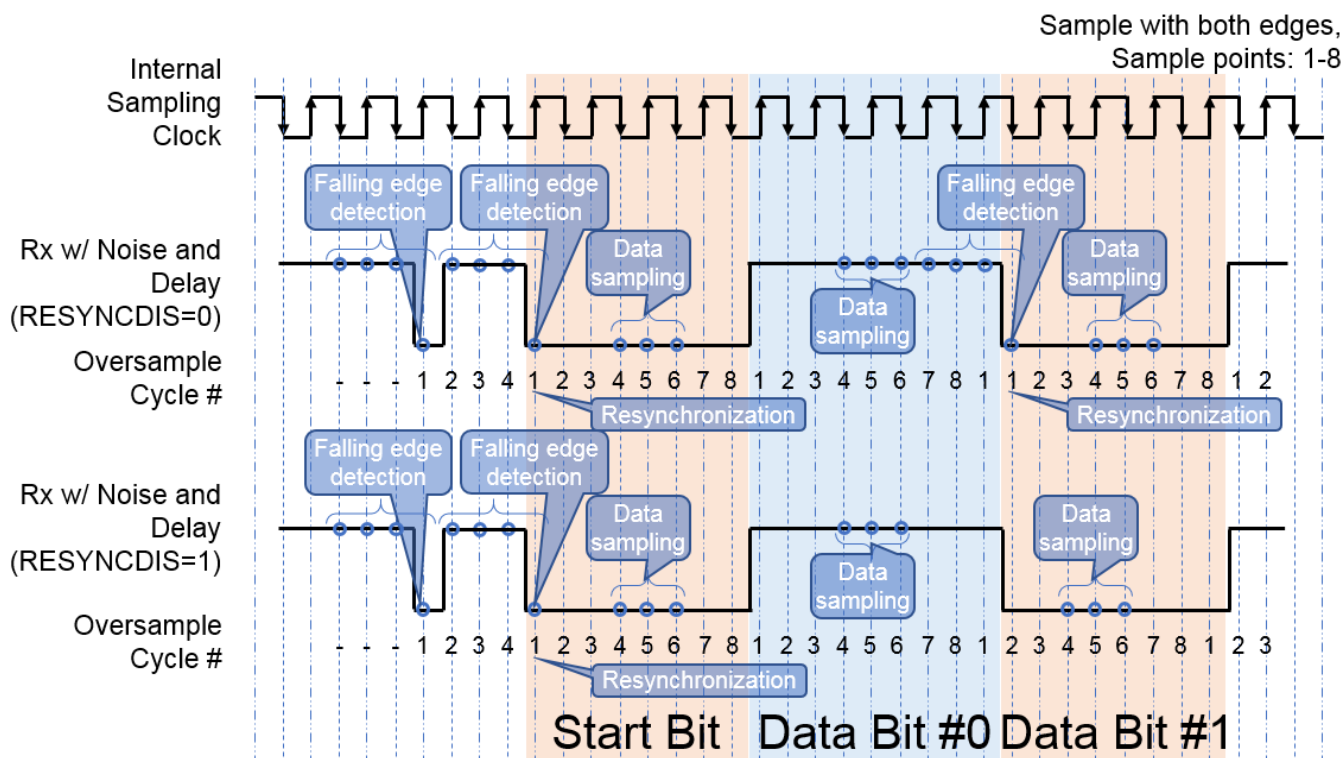 Sample with both edges,
Sample points: 1-8
Internal
Sampling
Clock
Falling edge
detection
Falling edge
detection
Falling edge
detection
Rx w/ Noise and
Delay
(RESYNCDIS=0)
Data
sampling
Data
sampling
Data
sampling
Oversample
Cycle #
- - - 1 2 3 4 1 2 3 4 5 6 7 8 1 2 3 4 5 6 7 8 1 1 2 3 4 5 6 7 8 1 2
Resynchronization
Resynchronization
Falling edge
detection
Falling edge
detection
Rx w/ Noise and
Delay
(RESYNCDIS=1)
Data
sampling
Data
sampling
Data
sampling
Oversample
Cycle #
- - - 1 2 3 4 1 2 3 4 5 6 7 8 1 2 3 4 5 6 7 8 1 2 3 4 5 6 7 8 1 2 3
Resynchronization
Start Bit Data Bit #0 Data Bit #1